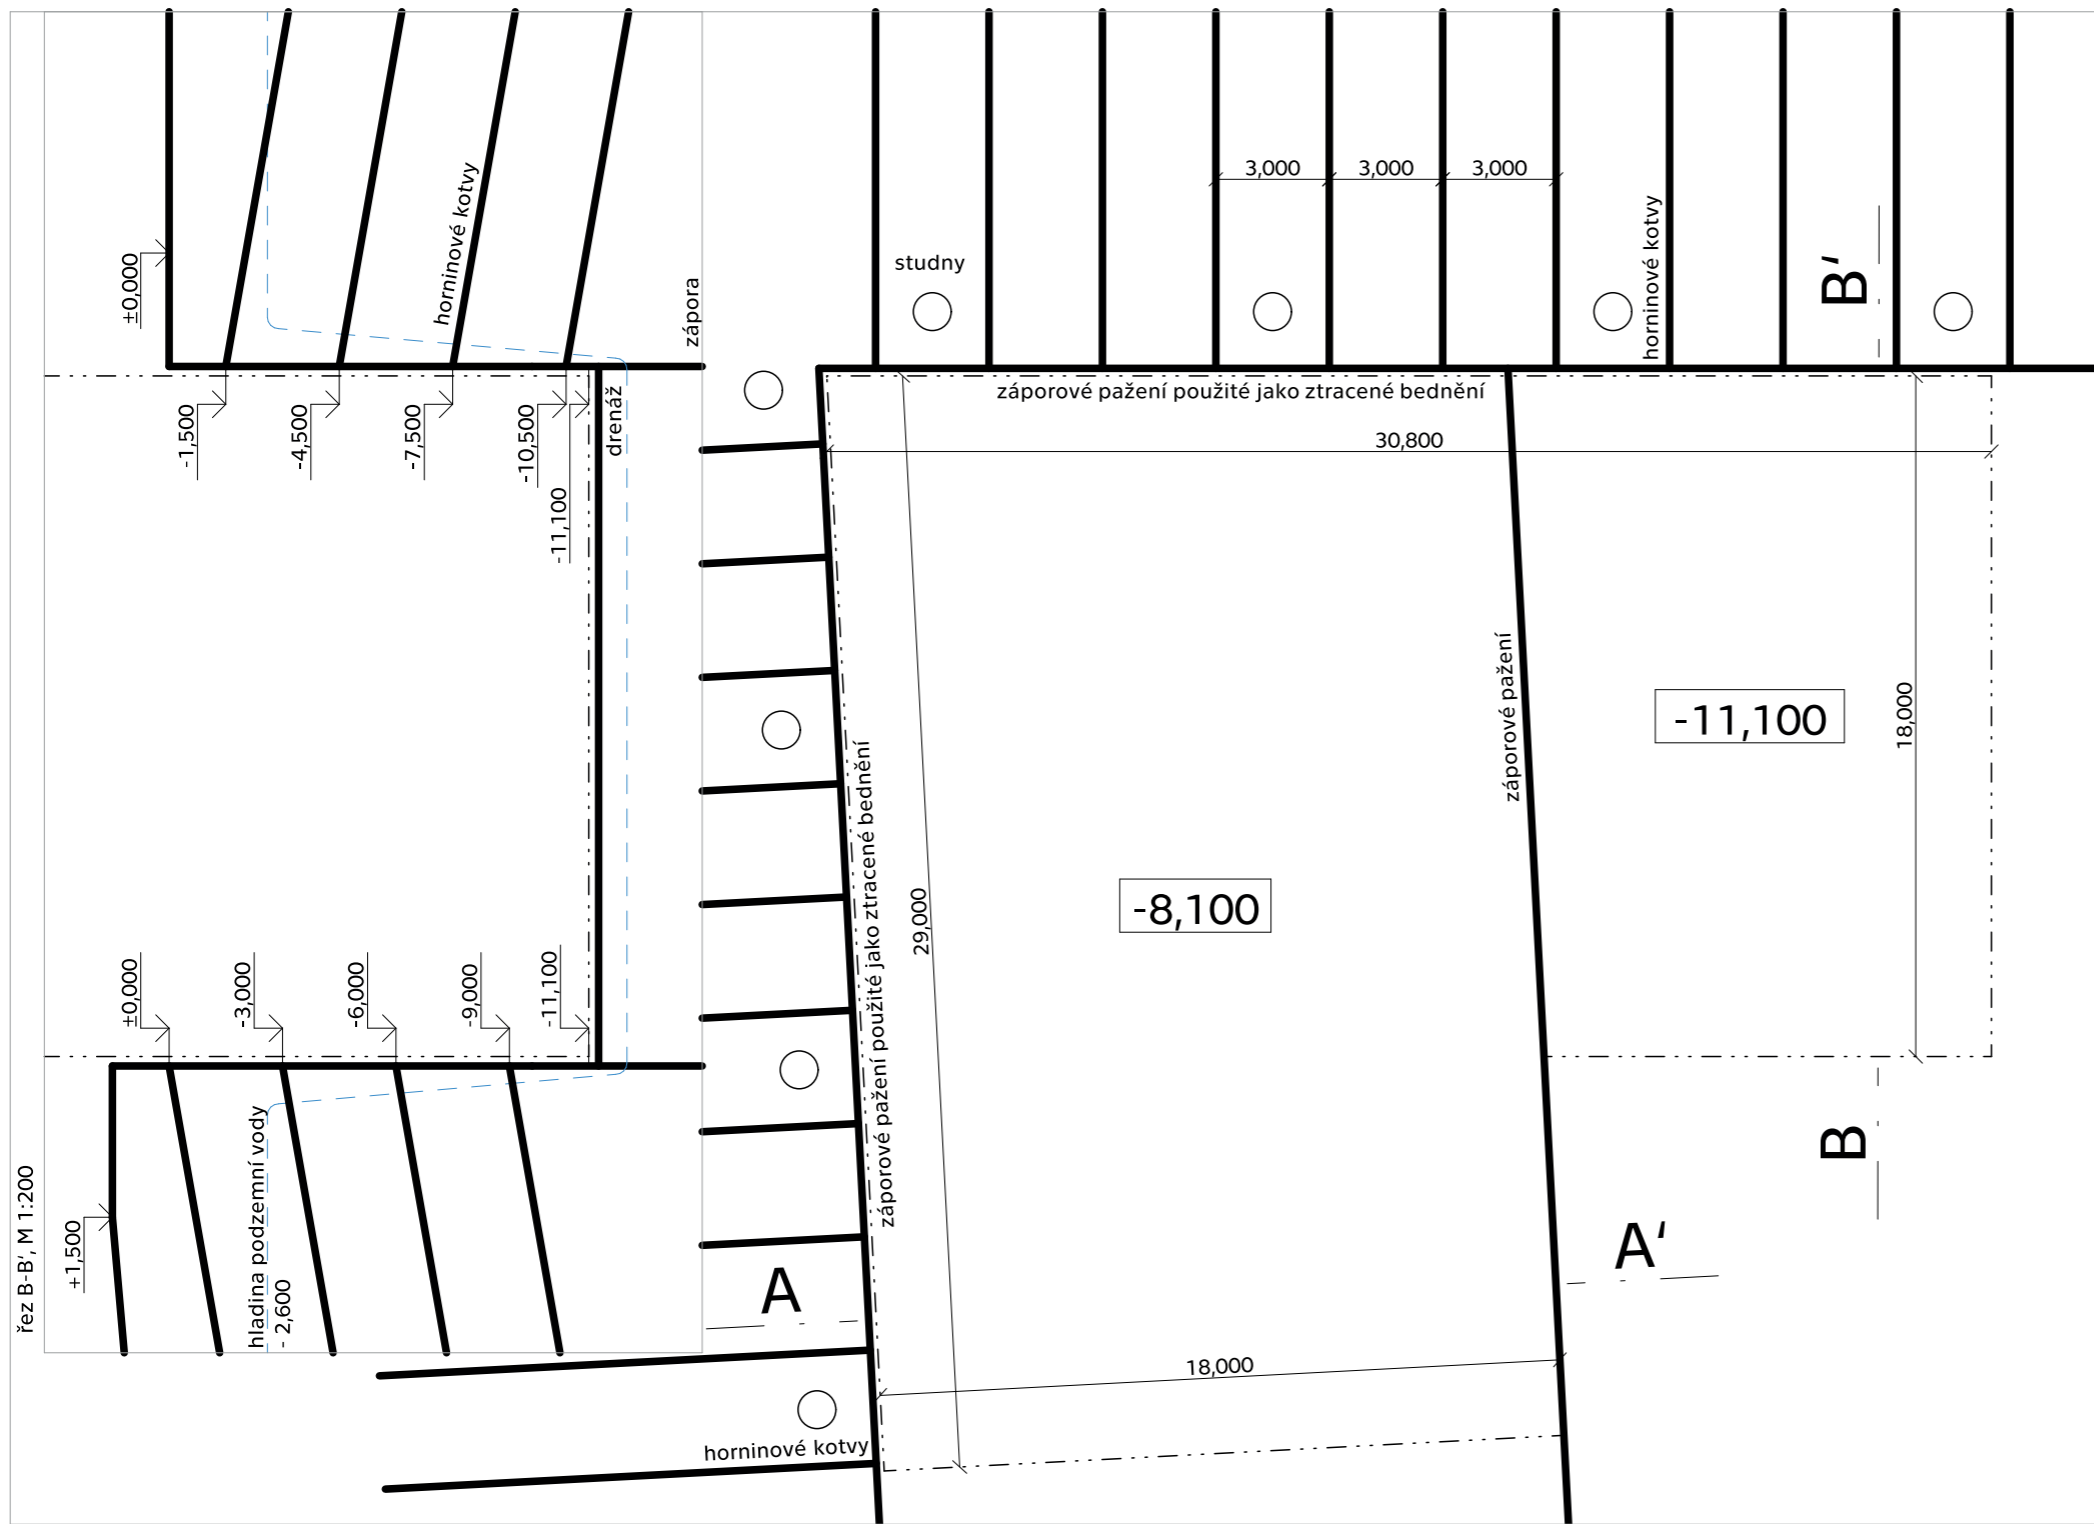 3,000
3,000
3,000
horninové kotvy
horninové kotvy
B'
studny
±0,000
zápora
záporové pažení použité jako ztracené bednění
-1,500
-4,500
-7,500
-10,500
-11,100
drenáž
30,800
záporové pažení
18,000
-11,100
záporové pažení použité jako ztracené bednění
29,000
-8,100
±0,000
-3,000
-6,000
-9,000
-11,100
B
řez B-B', M 1:200
+1,500
hladina podzemní vody
- 2,600
A
A'
18,000
horninové kotvy